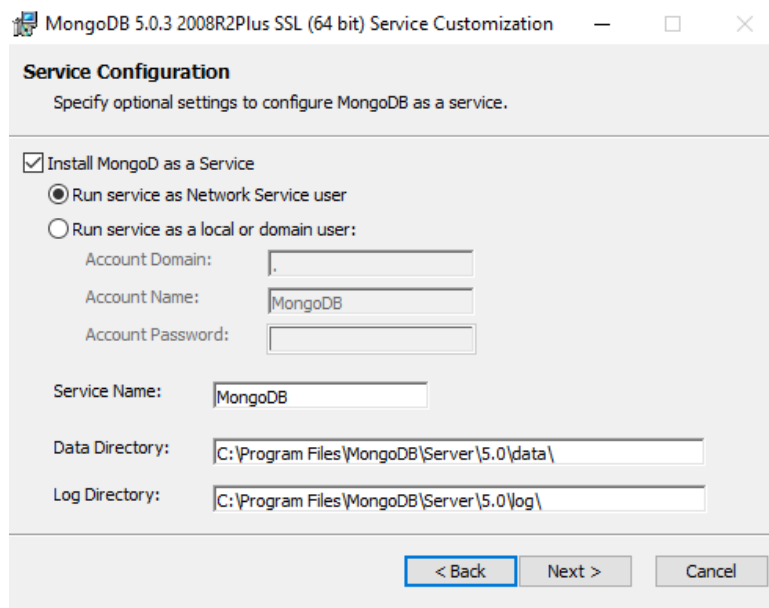 MongoDB 5.0.3 2008R2Plus SSL (64 bit) Service Customization
Service Configuration
Specify optional settings to configure MongoDB as a service.
Install MongoD as a Service
Run service as Network Service user
Run service as a local or domain user:
Account Domain: .
Account Name: MongoDB
Account Password:
Service Name: MongoDB
Data Directory: C:\Program Files\MongoDB\Server\5.0\data\
Log Directory: C:\Program Files\MongoDB\Server\5.0\log\
< Back Next > Cancel